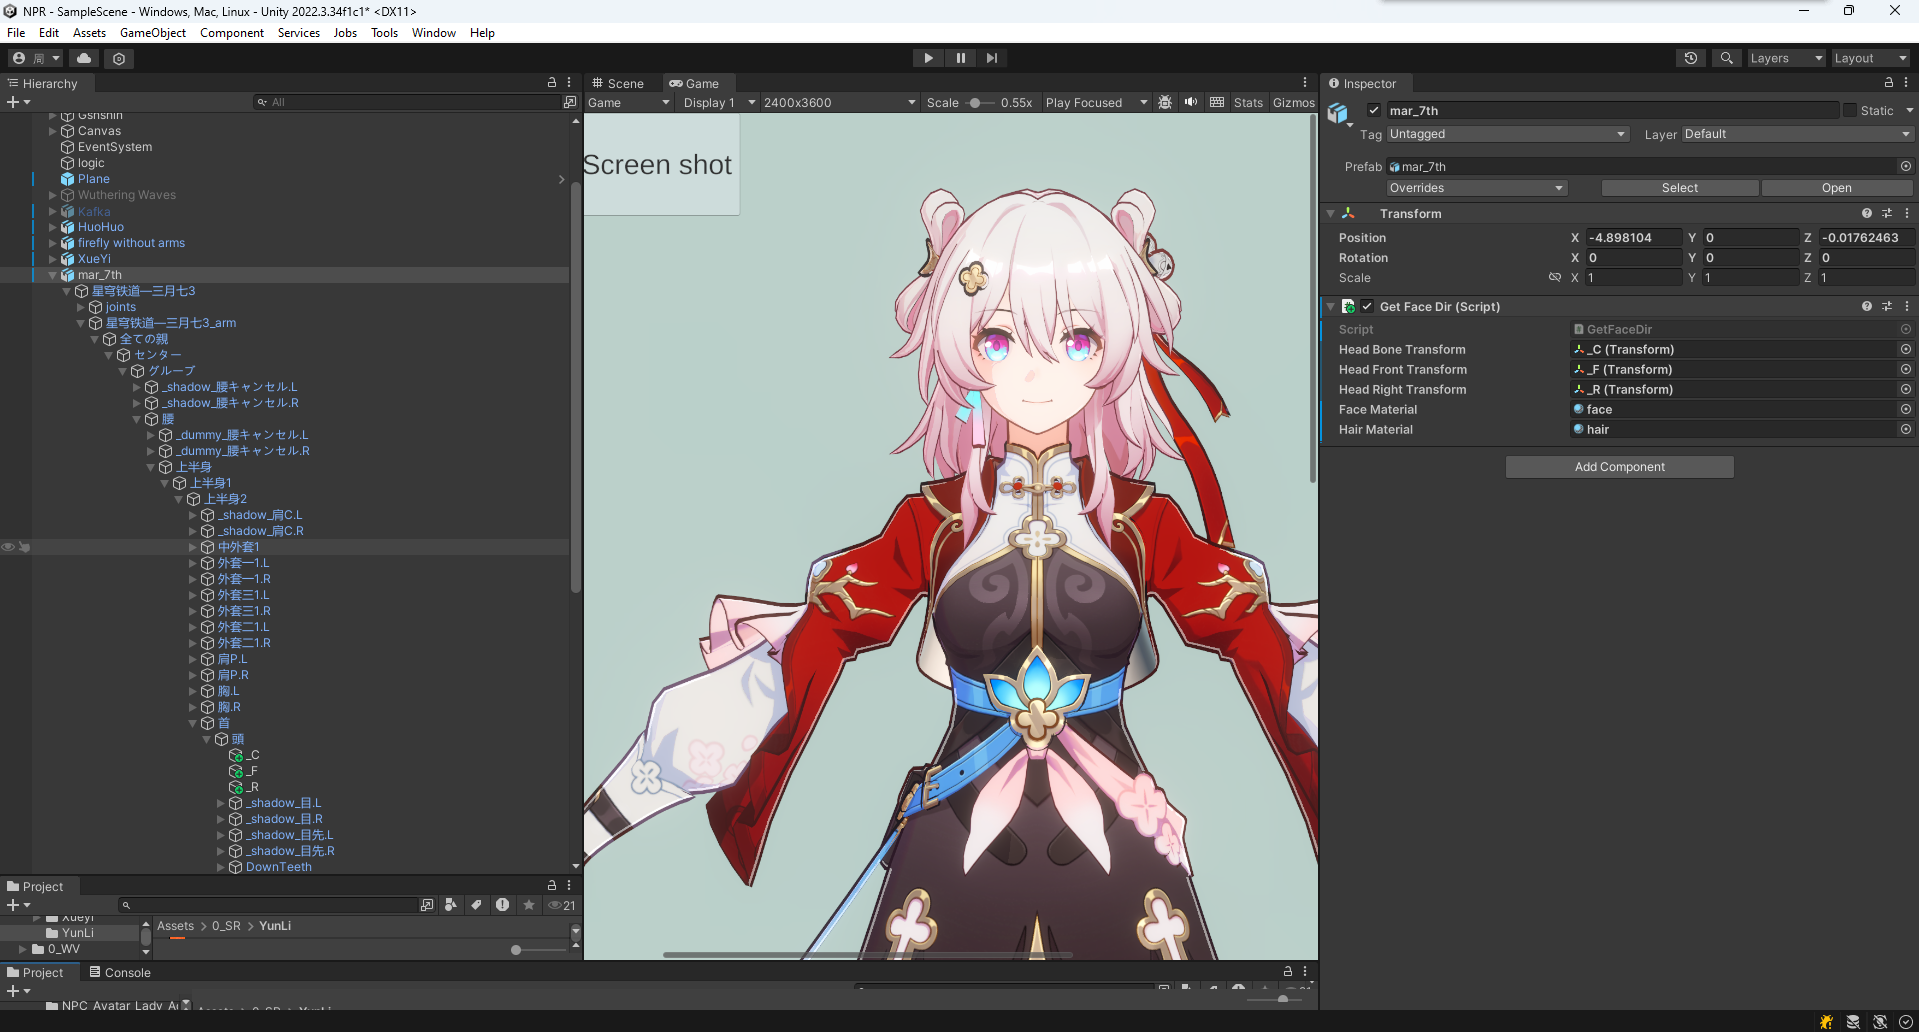 NPR - SampleScene - Windows, Mac, Linux - Unity 2022.3.34f1c1* <DX11>
File Edit Assets GameObject Component Services Jobs Tools Window Help
周
Layers
Layout
Hierarchy
All
Gshshin
Canvas
EventSystem
logic
Plane
Wuthering Waves
Kafka
HuoHuo
firefly without arms
XueYi
mar_7th
星穹铁道—三月七3
joints
星穹铁道—三月七3_arm
全ての親
センター
グループ
_shadow_腰キャンセル.L
_shadow_腰キャンセル.R
腰
_dummy_腰キャンセル.L
_dummy_腰キャンセル.R
上半身
上半身1
上半身2
_shadow_肩C.L
_shadow_肩C.R
中外套1
外套一1.L
外套一1.R
外套三1.L
外套三1.R
外套二1.L
外套二1.R
肩P.L
肩P.R
胸.L
胸.R
首
頭
_C
_F
_R
_shadow_目.L
_shadow_目.R
_shadow_目先.L
_shadow_目先.R
DownTeeth
Project
21
Xueyi
YunLi
0_WV
Assets > 0_SR > YunLi
Project
Console
NPC_Avatar_Lady_A
Assets > 0_SR > YunLi
Scene
Game
Game
Display 1
2400x3600
Scale
0.55x
Play Focused
Stats
Gizmos
Screen shot
Inspector
mar_7th
Static
Tag Untagged
Layer Default
Prefab mar_7th
Overrides
Select
Open
Transform
Position X -4.898104 Y 0 Z -0.01762463
Rotation X 0 Y 0 Z 0
Scale X 1 Y 1 Z 1
Get Face Dir (Script)
Script GetFaceDir
Head Bone Transform _C (Transform)
Head Front Transform _F (Transform)
Head Right Transform _R (Transform)
Face Material face
Hair Material hair
Add Component